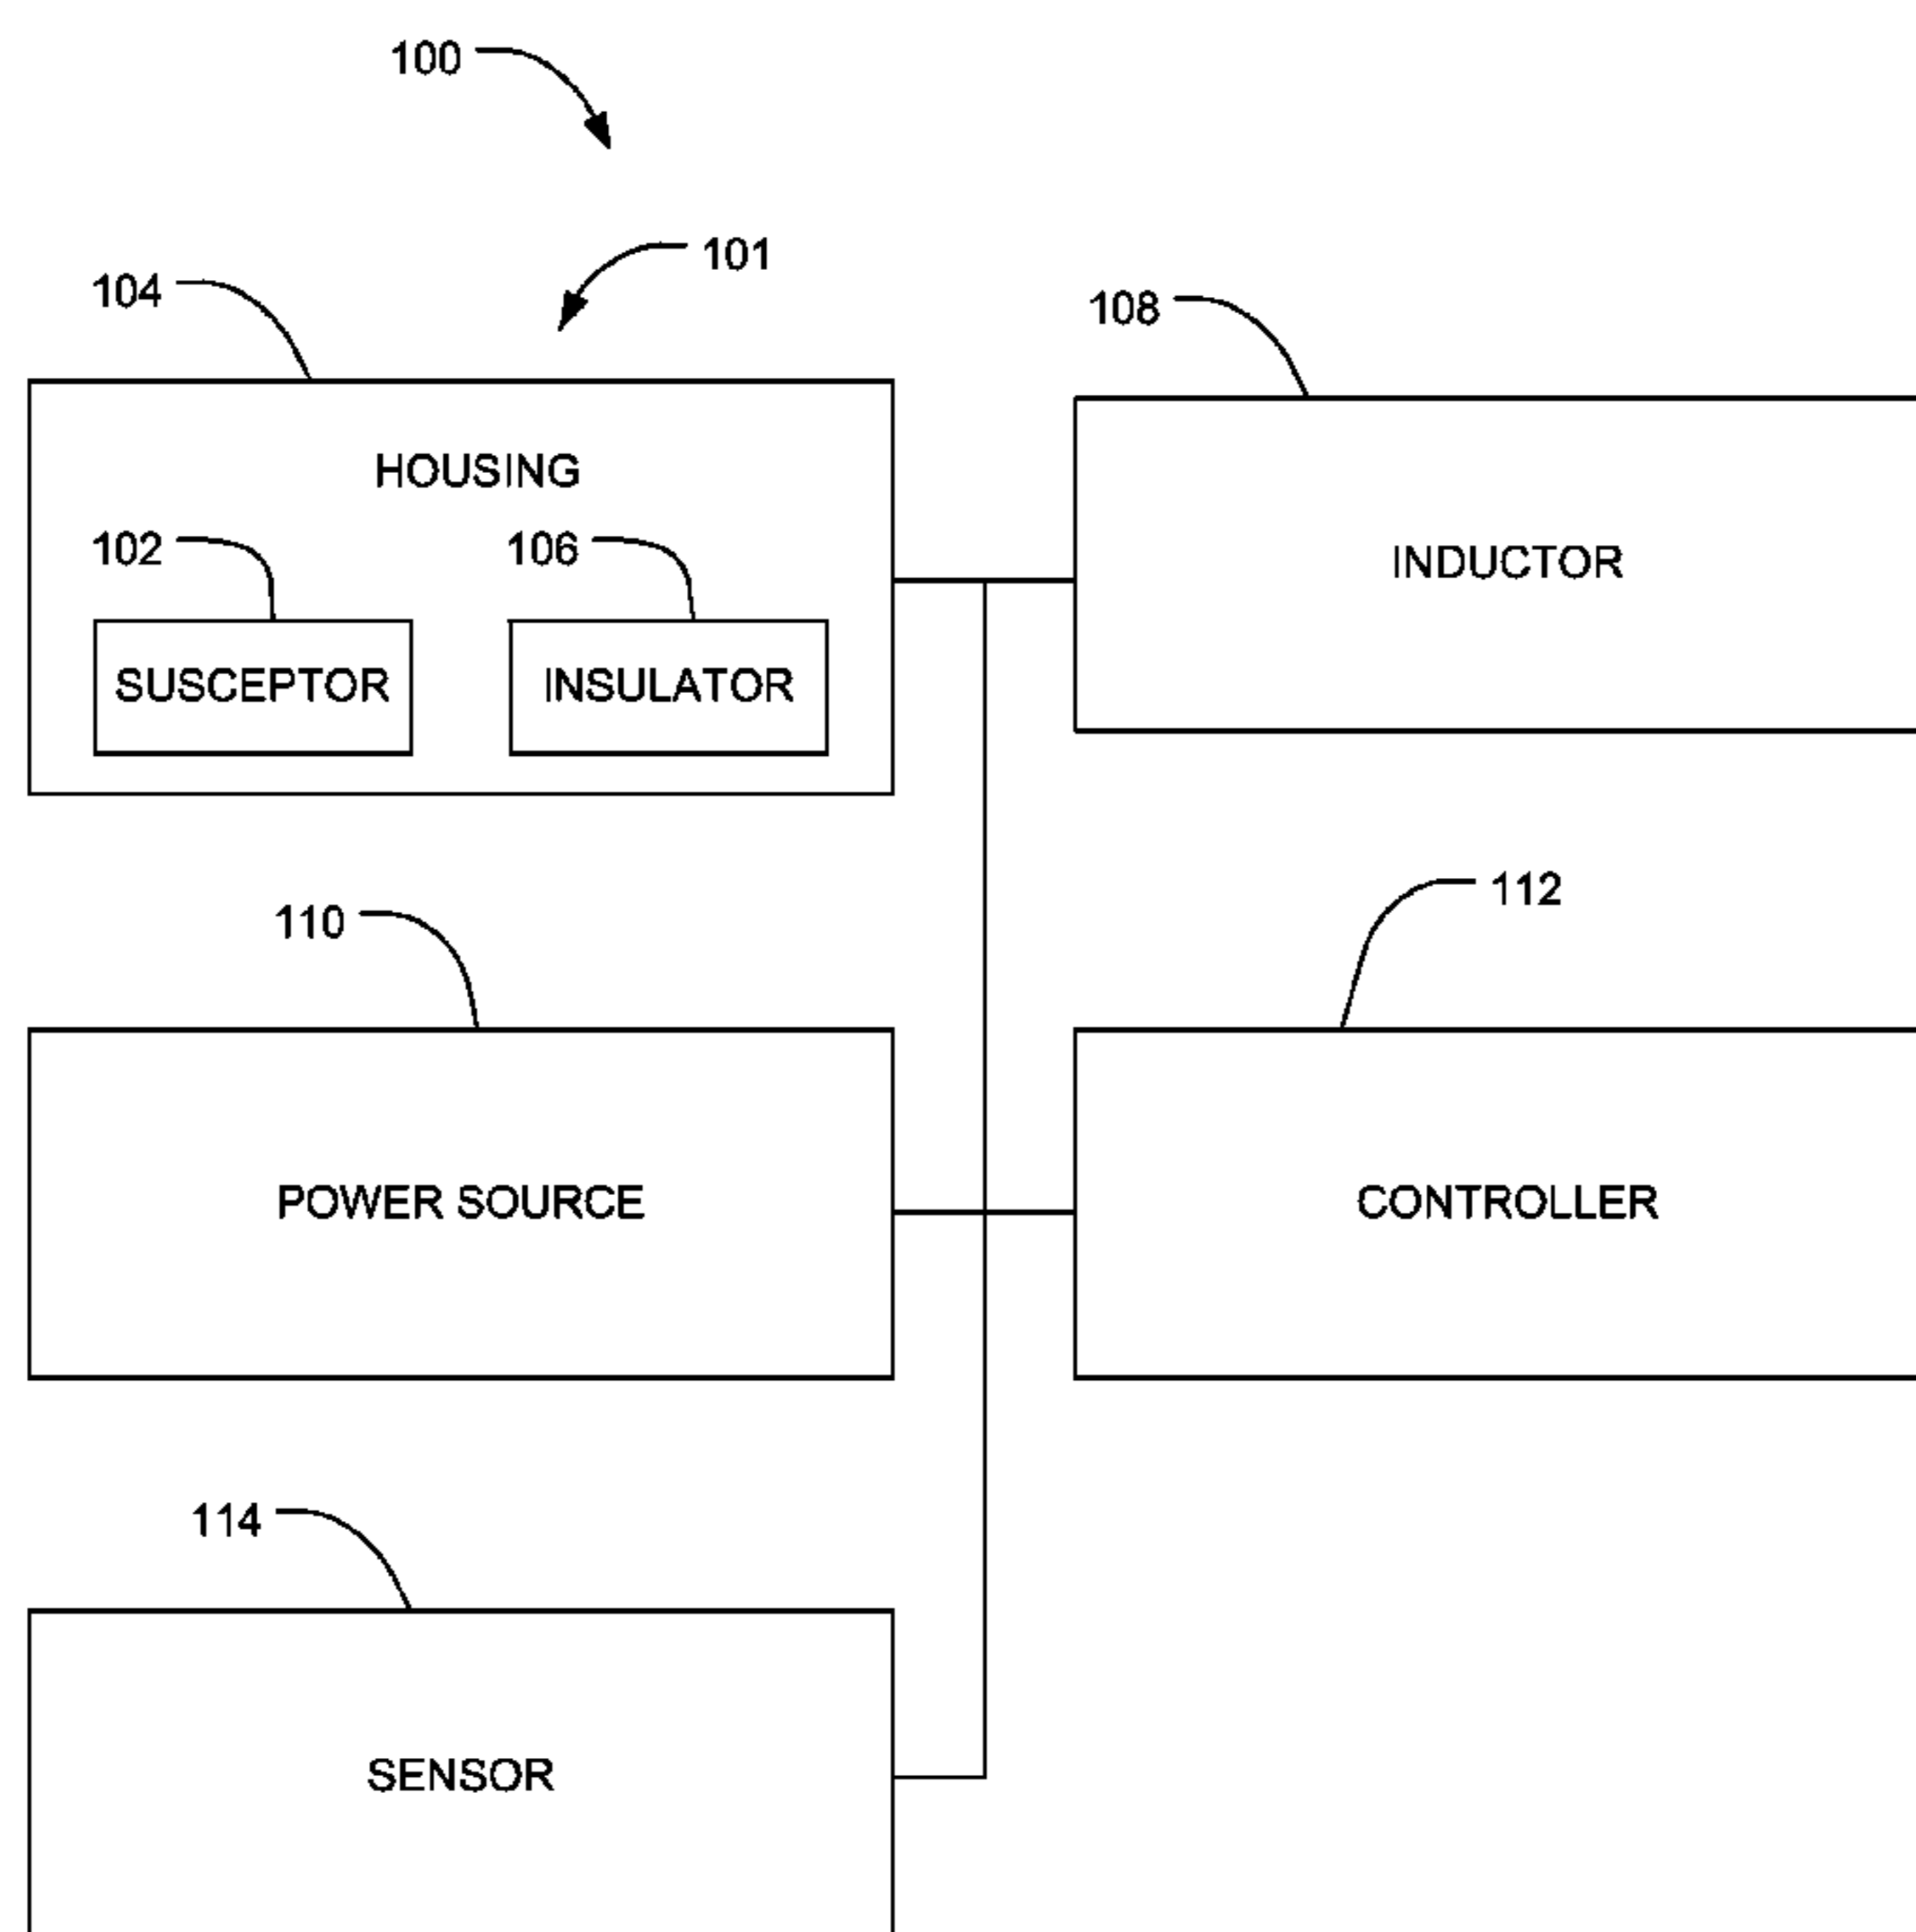 100
101
104
108
HOUSING
102
106
INDUCTOR
SUSCEPTOR
INSULATOR
112
110
POWER SOURCE
CONTROLLER
114
SENSOR